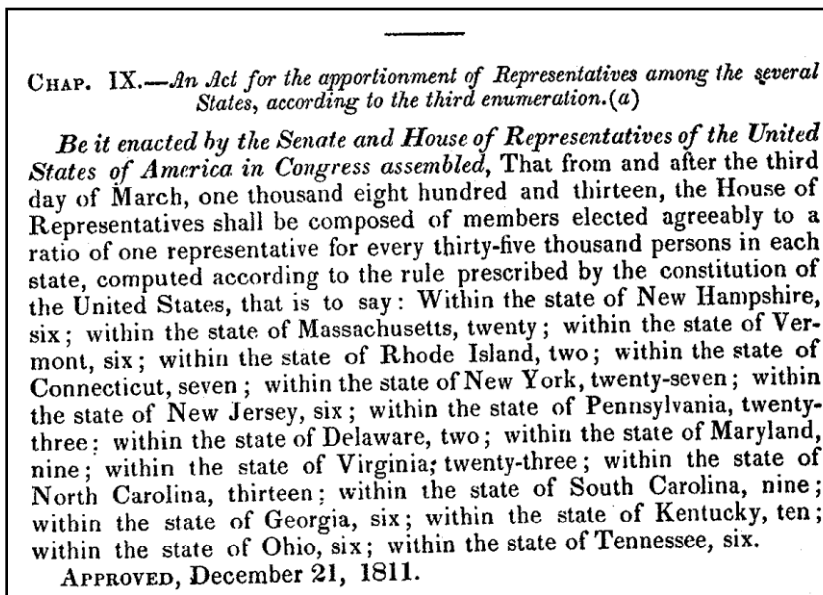 CHAP. IX.—An Act for the apportionment of Representatives among the several
States, according to the third enumeration.(a)
Be it enacted by the Senate and House of Representatives of the United
States of America in Congress assembled, That from and after the third
day of March, one thousand eight hundred and thirteen, the House of
Representatives shall be composed of members elected agreeably to a
ratio of one representative for every thirty-five thousand persons in each
state, computed according to the rule prescribed by the constitution of
the United States, that is to say: Within the state of New Hampshire,
six; within the state of Massachusetts, twenty; within the state of Ver-
mont, six; within the state of Rhode Island, two; within the state of
Connecticut, seven; within the state of New York, twenty-seven; within
the state of New Jersey, six; within the state of Pennsylvania, twenty-
three; within the state of Delaware, two; within the state of Maryland,
nine; within the state of Virginia; twenty-three; within the state of
North Carolina, thirteen; within the state of South Carolina, nine;
within the state of Georgia, six; within the state of Kentucky, ten;
within the state of Ohio, six; within the state of Tennessee, six.
APPROVED, December 21, 1811.